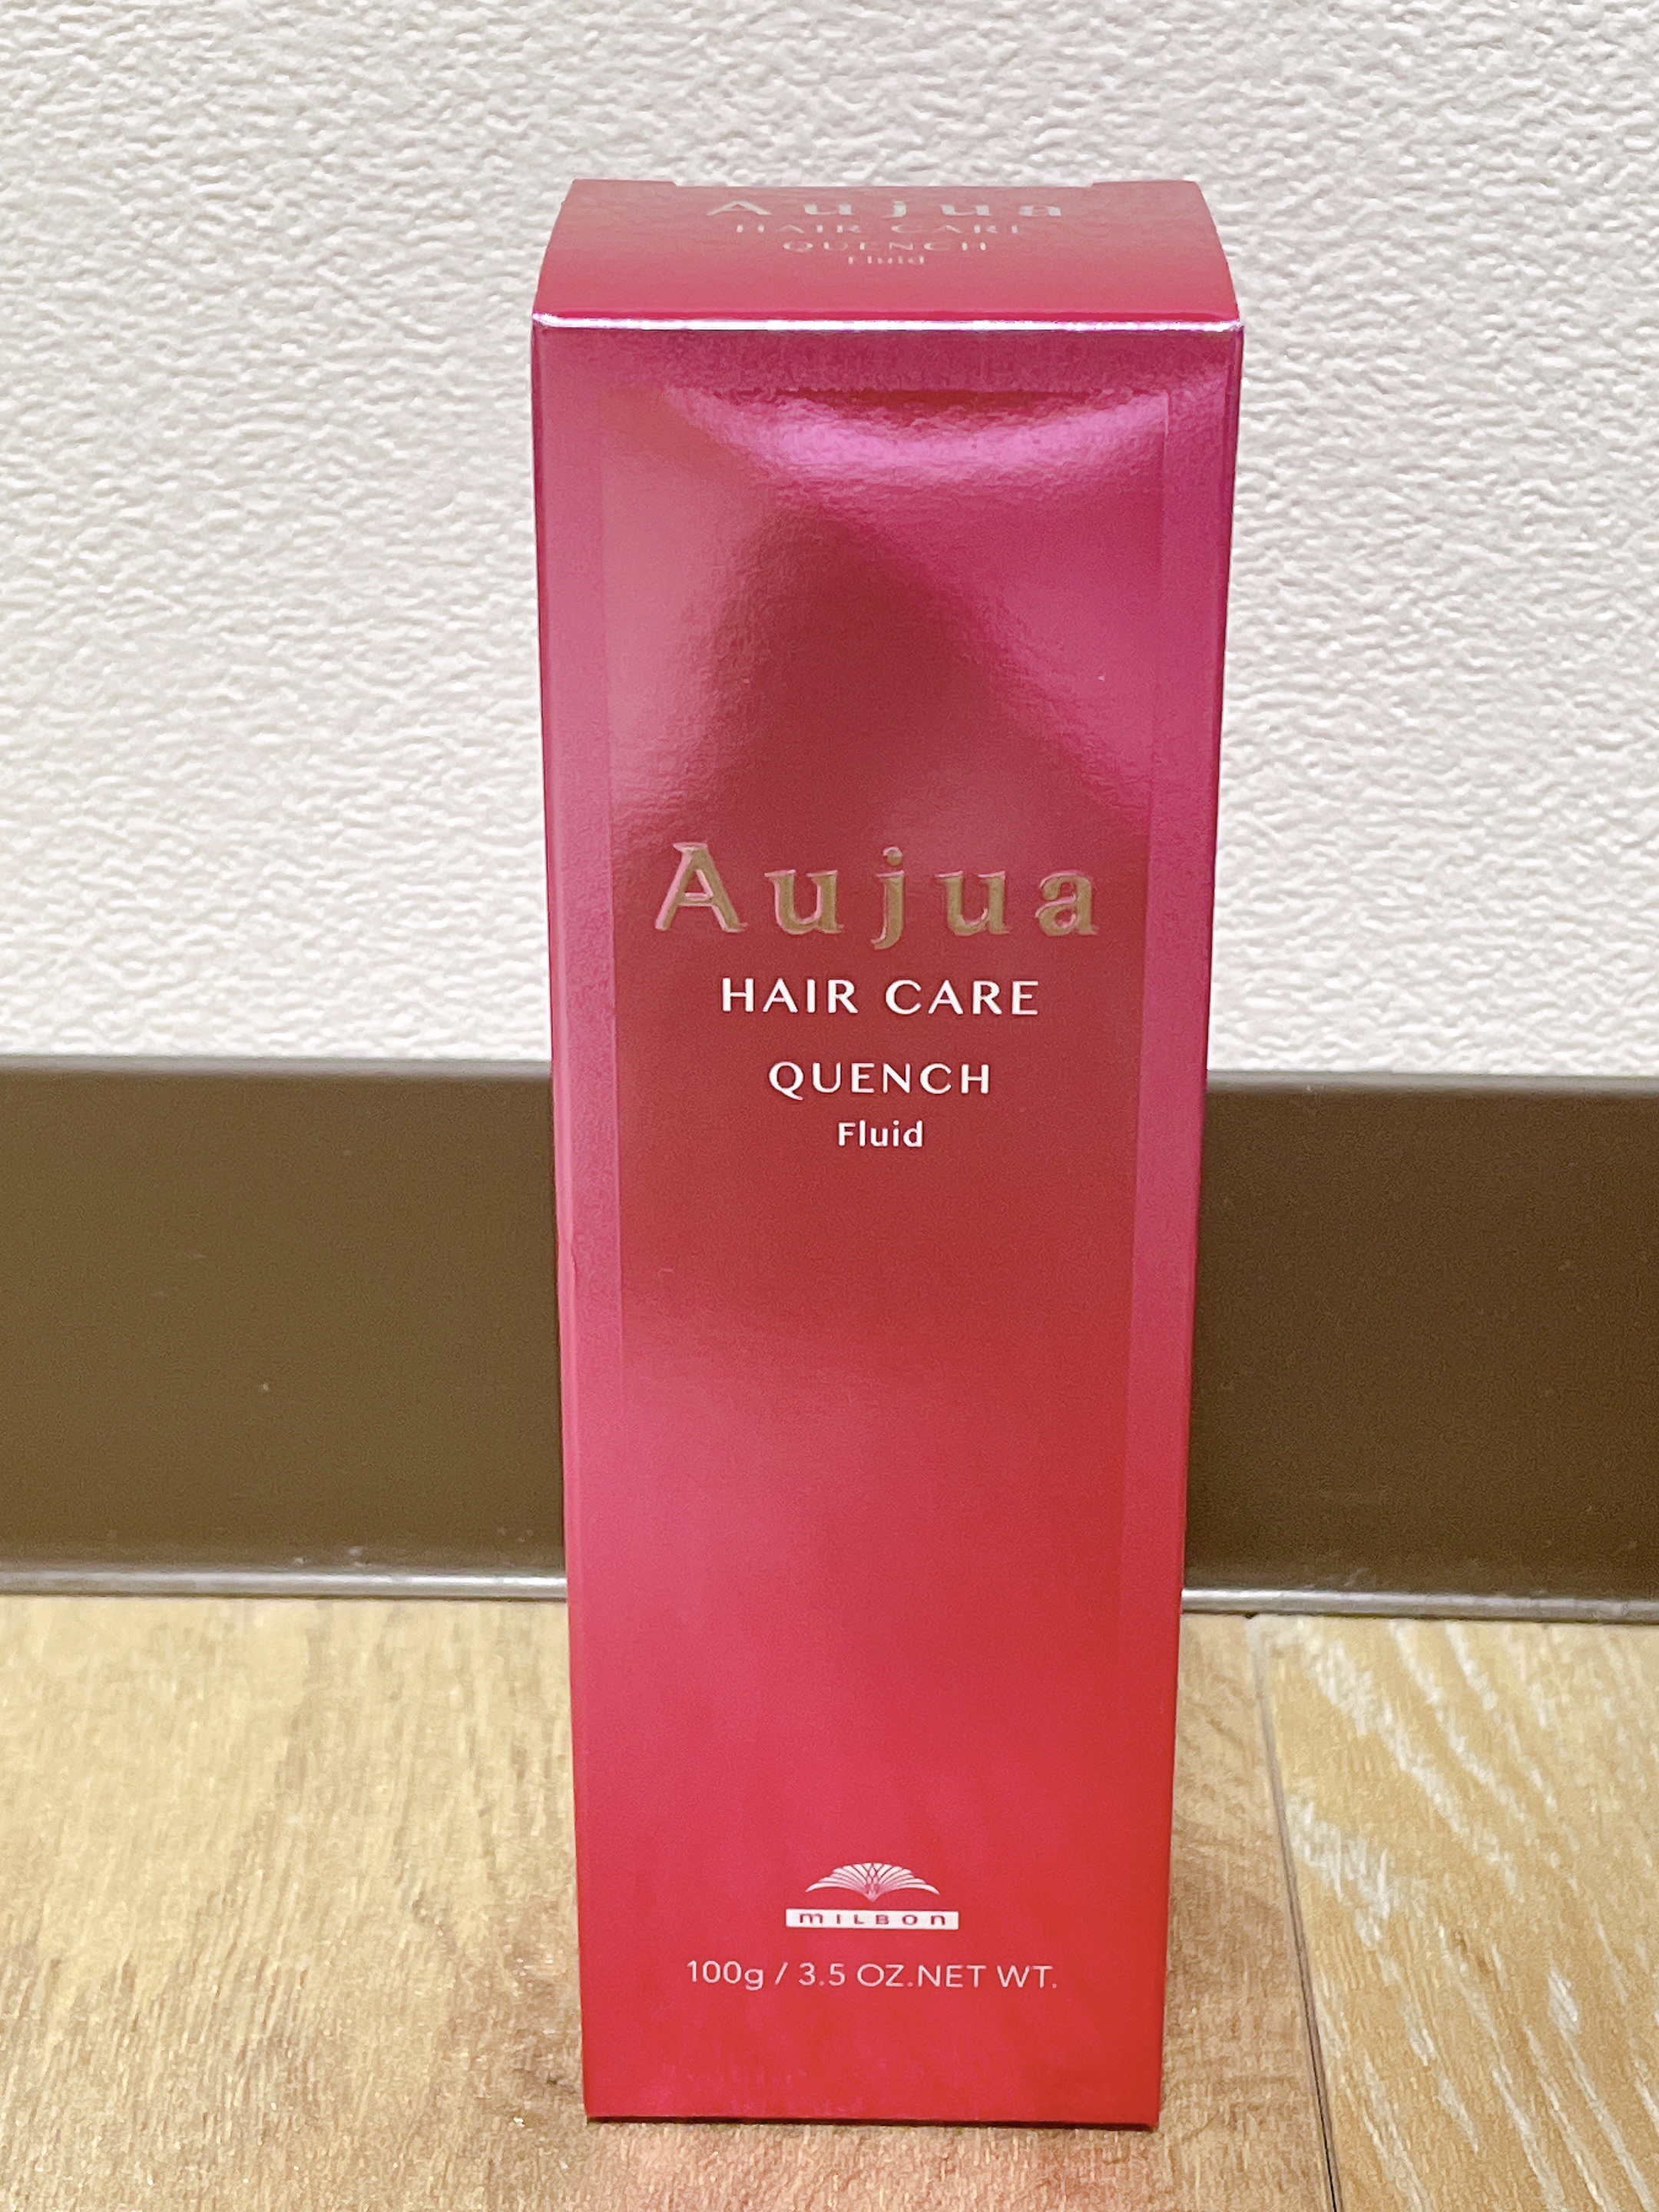 Aujua
HAIR CARE
QUENCH
Fluid
Aujua
HAIR CARE
QUENCH
Fluid
MILBON
100g / 3.5 OZ.NET WT.